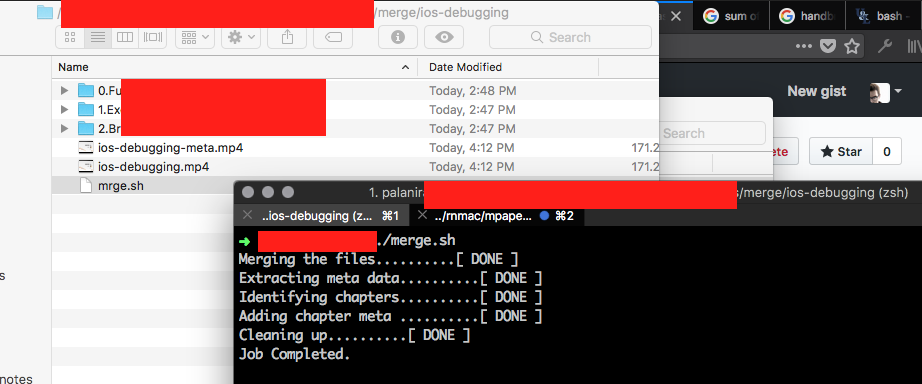 /merge/ios-debugging
sum of
handb
bash -
Search
New gist
Name
Date Modified
0.Fu
Today, 2:48 PM
1.Ex
Today, 2:47 PM
2.Br
Today, 2:47 PM
ios-debugging-meta.mp4
Today, 4:12 PM
171.2
ios-debugging.mp4
Today, 4:12 PM
171.2
mrge.sh
Search
ete
Star
0
1. palanira
s/merge/ios-debugging (zsh)
..ios-debugging (z... ⌘1
../rnmac/mpape... ⌘2
./merge.sh
Merging the files..........[ DONE ]
Extracting meta data..........[ DONE ]
Identifying chapters..........[ DONE ]
Adding chapter meta ..........[ DONE ]
Cleaning up..........[ DONE ]
Job Completed.
s
notes